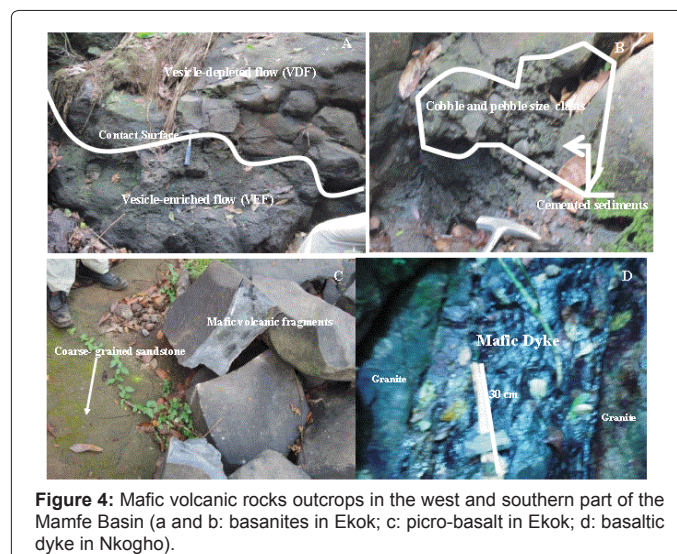 A
Vesicle-depleted flow (VDF)
Contact Surface
Vesicle-enriched flow (VEF)
B
Cobble and pebble size clasts
Cemented sediments
C
Mafic volcanic fragments
Coarse- grained sandstone
D
Mafic Dyke
Granite
30 cm
Granite
Figure 4: Mafic volcanic rocks outcrops in the west and southern part of the
Mamfe Basin (a and b: basanites in Ekok; c: picro-basalt in Ekok; d: basaltic
dyke in Nkogho).